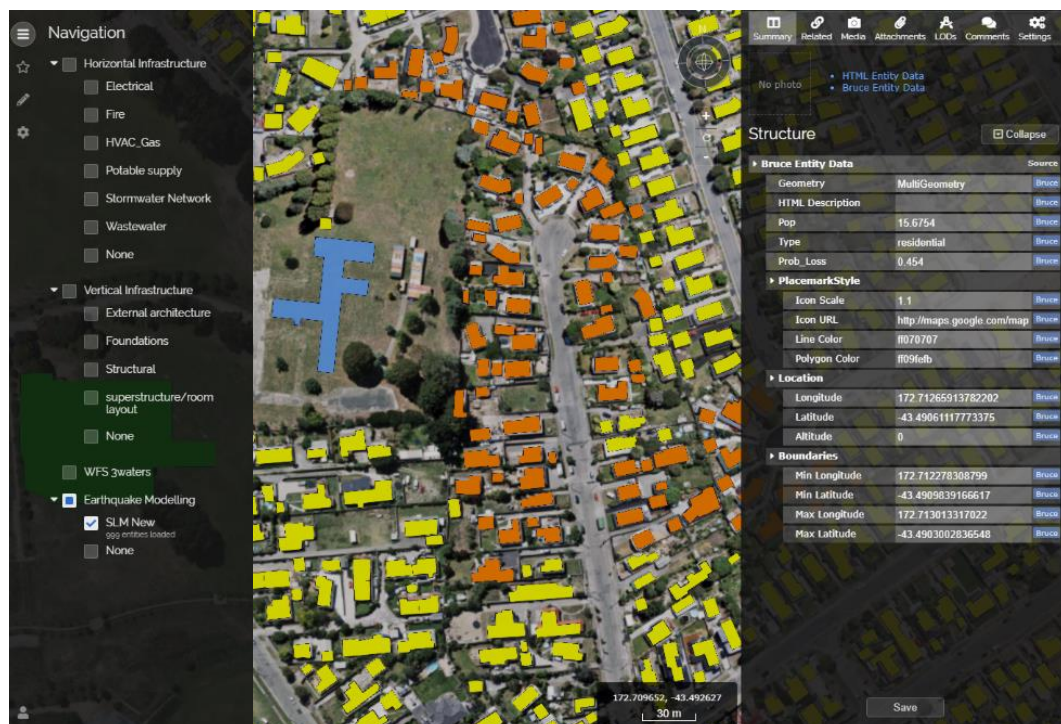 Navigation
Horizontal Infrastructure
Electrical
Fire
HVAC_Gas
Potable supply
Stormwater Network
Wastewater
None
Vertical Infrastructure
External architecture
Foundations
Structural
superstructure/room
layout
None
WFS 3waters
Earthquake Modelling
SLM New
999 entities loaded
None
N
+
-
172.709652, -43.492627
30 m
Summary Related Media Attachments LODs Comments Settings
No photo
• HTML Entity Data
• Bruce Entity Data
Structure Collapse
Bruce Entity Data Source
Geometry MultiGeometry Bruce
HTML Description Bruce
Pop 15.6754 Bruce
Type residential Bruce
Prob_Loss 0.454 Bruce
PlacemarkStyle
Icon Scale 1.1 Bruce
Icon URL http://maps.google.com/map Bruce
Line Color ff070707 Bruce
Polygon Color ff09fefb Bruce
Location
Longitude 172.71265913782202 Bruce
Latitude -43.49061117773375 Bruce
Altitude 0 Bruce
Boundaries
Min Longitude 172.712278308799 Bruce
Min Latitude -43.4909839166617 Bruce
Max Longitude 172.713013317022 Bruce
Max Latitude -43.4903002836548 Bruce
Save